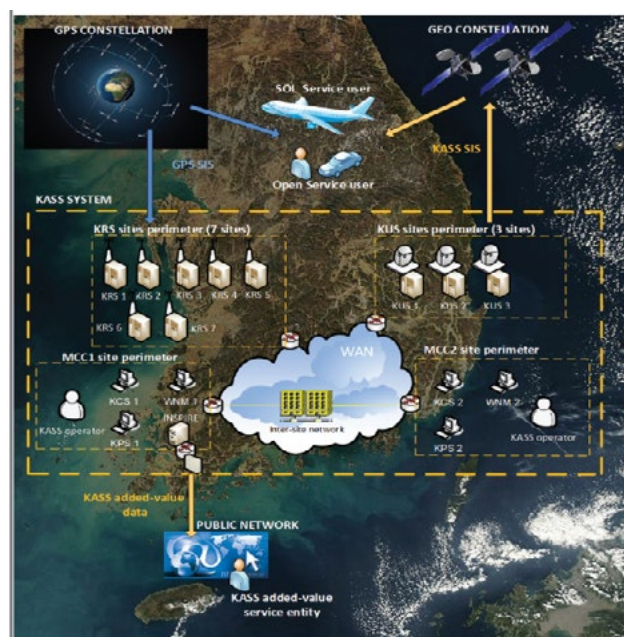 GPS CONSTELLATION
GEO CONSTELLATION
SOL Service user
Open Service user
GPS SIS
KASS SIS
KASS SYSTEM
KRS sites perimeter (7 sites)
KRS 1
KRS 2
KRS 3
KRS 4
KRS 5
KRS 6
KRS 7
KUS sites perimeter (3 sites)
KUS 1
KUS 2
KUS 3
WAN
Inter-site network
MCC1 site perimeter
KCS 1
WNM 1
INSPIRE
KASS operator
KPS 1
MCC2 site perimeter
KCS 2
WNM 2
KASS operator
KPS 2
KASS added-value
data
PUBLIC NETWORK
KASS added-value
service entity